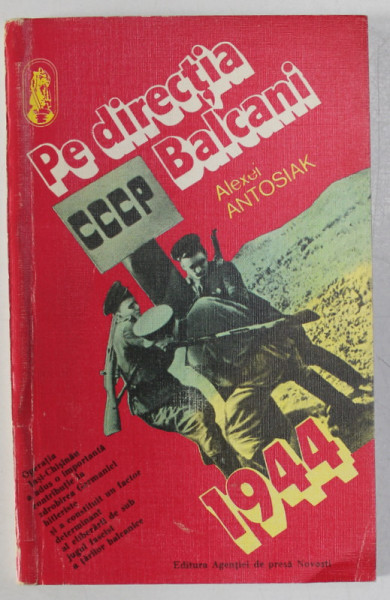 Pe direcția
Balcani
Alexei
ANTOSIAK
CCCP
1944
Operația
Iași-Chișinău
a adus o importantă
contribuție la
zdrobirea Germaniei
hitleriste
și a constituit un factor
determinant
al eliberării de sub
jugul fascist
a țărilor balcanice
Editura Agenției de presă Novosti